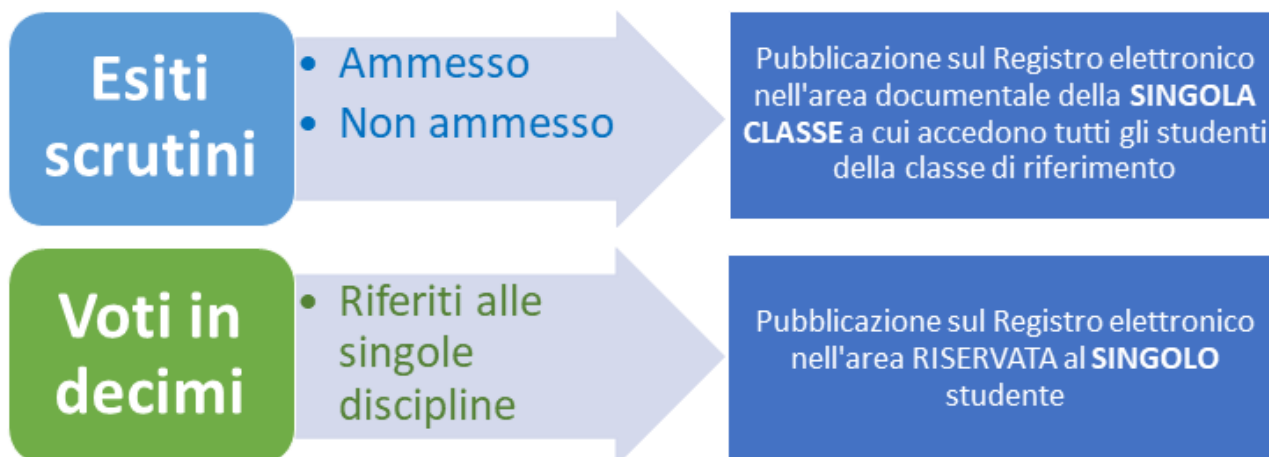 Esiti
scrutini
• Ammesso
• Non ammesso
Pubblicazione sul Registro elettronico
nell'area documentale della SINGOLA
CLASSE a cui accedono tutti gli studenti
della classe di riferimento
Voti in
decimi
• Riferiti alle
singole
discipline
Pubblicazione sul Registro elettronico
nell'area RISERVATA al SINGOLO
studente